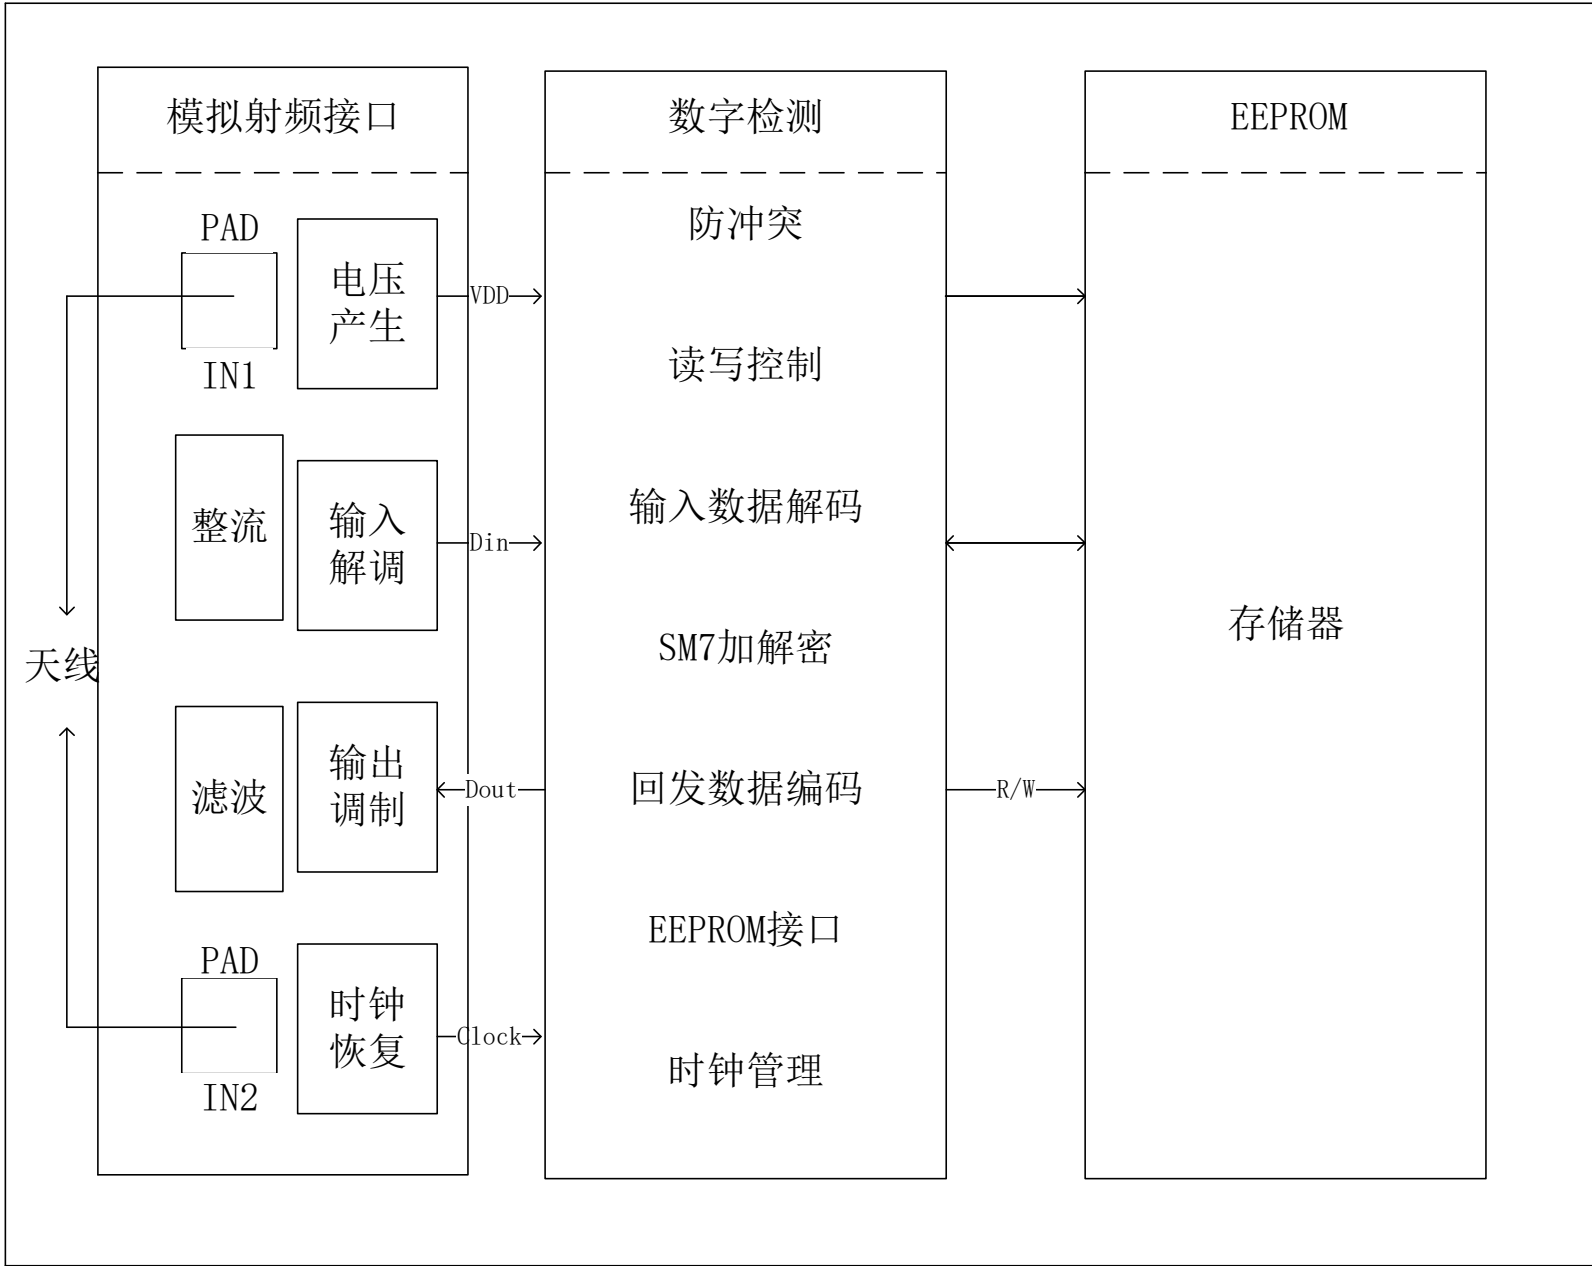 模拟射频接口
数字检测
EEPROM
PAD
IN1
电压
产生
VDD
整流
输入
解调
Din
天线
滤波
输出
调制
Dout
PAD
IN2
时钟
恢复
Clock
防冲突
读写控制
输入数据解码
SM7加解密
回发数据编码
EEPROM接口
时钟管理
R/W
存储器